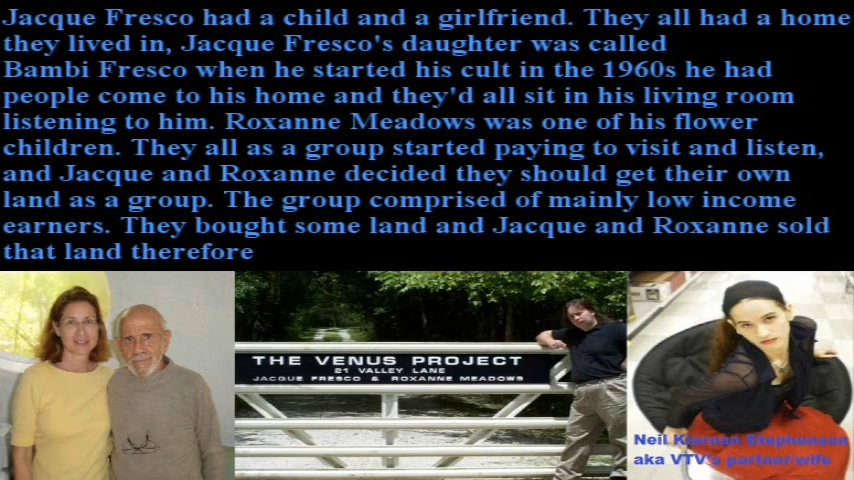 Jacque Fresco had a child and a girlfriend. They all had a home
they lived in, Jacque Fresco's daughter was called
Bambi Fresco when he started his cult in the 1960s he had
people come to his home and they'd all sit in his living room
listening to him. Roxanne Meadows was one of his flower
children. They all as a group started paying to visit and listen,
and Jacque and Roxanne decided they should get their own
land as a group. The group comprised of mainly low income
earners. They bought some land and Jacque and Roxanne sold
that land therefore
THE VENUS PROJECT
21 VALLEY LANE
JACQUE FRESCO & ROXANNE MEADOWS
Neil Kiernan Stephenson
aka VTV's partner/wife